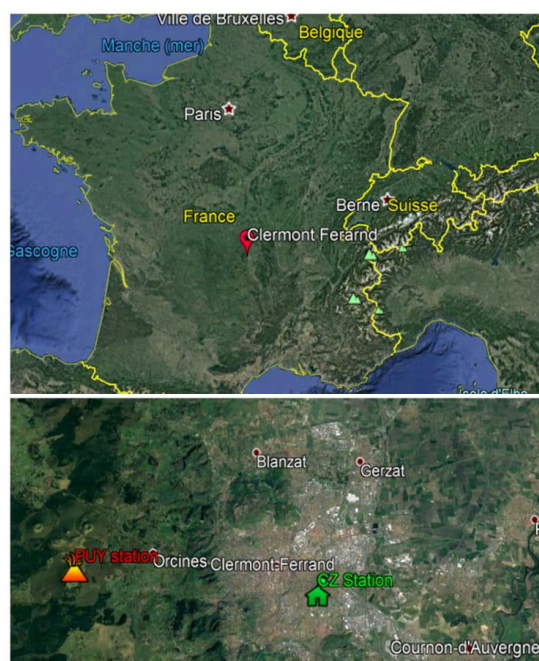 Ville de Bruxelles
Belgique
Manche (mer)
Paris
Berne
Suisse
France
Clermont Ferarnd
Gascogne
Blanzat
Gerzat
PUY station
Orcines
Clermont-Ferrand
CZ Station
Cournon-d'Auvergne